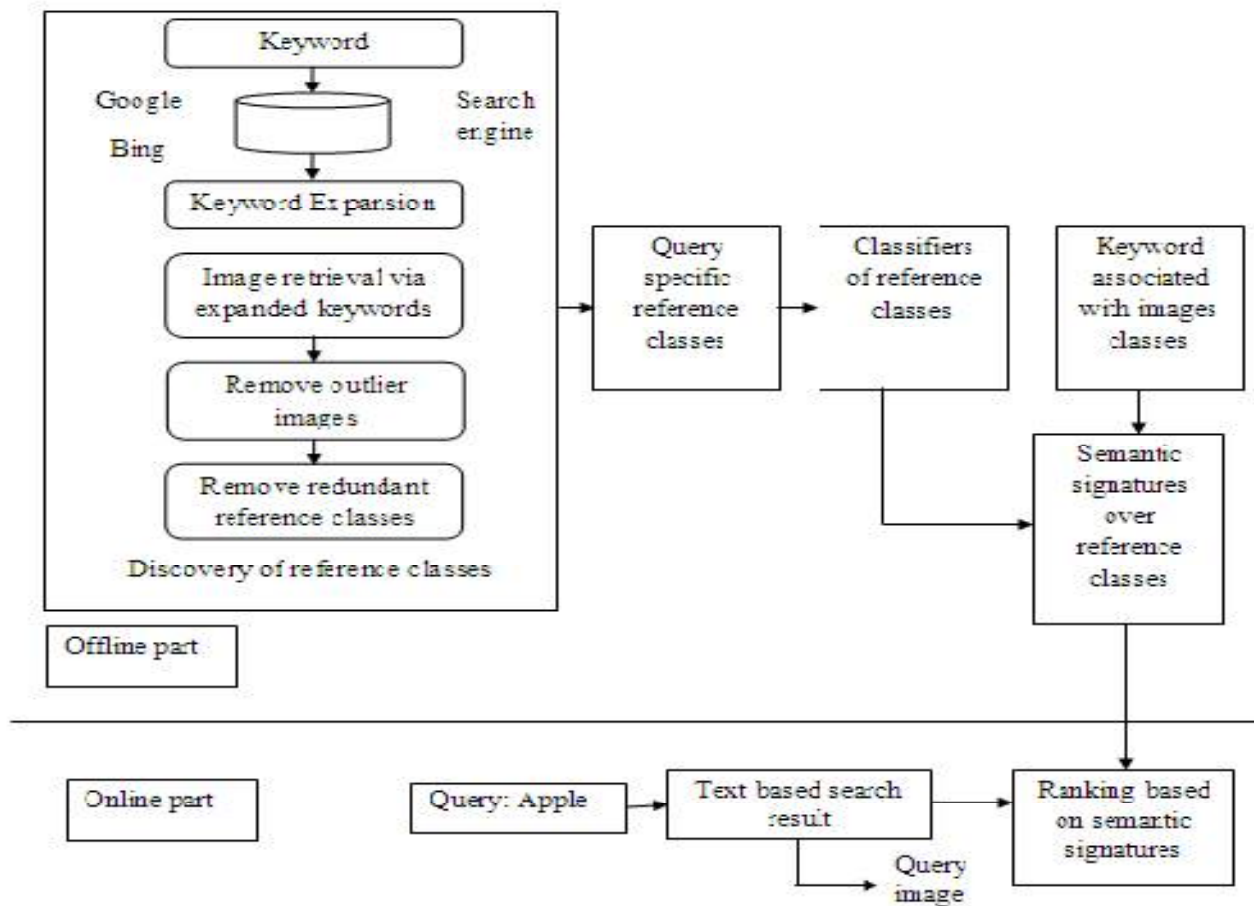 Keyword
Google
Search
engine
Bing
Keyword Expansion
Image retrieval via
expanded keywords
Remove outlier
images
Remove redundant
reference classes
Discovery of reference classes
Query
specific
reference
classes
Classifiers
of reference
classes
Keyword
associated
with images
classes
Semantic
signatures
over
reference
classes
Offline part
Online part
Query: Apple
Text based search
result
Query
image
Ranking based
on semantic
signatures